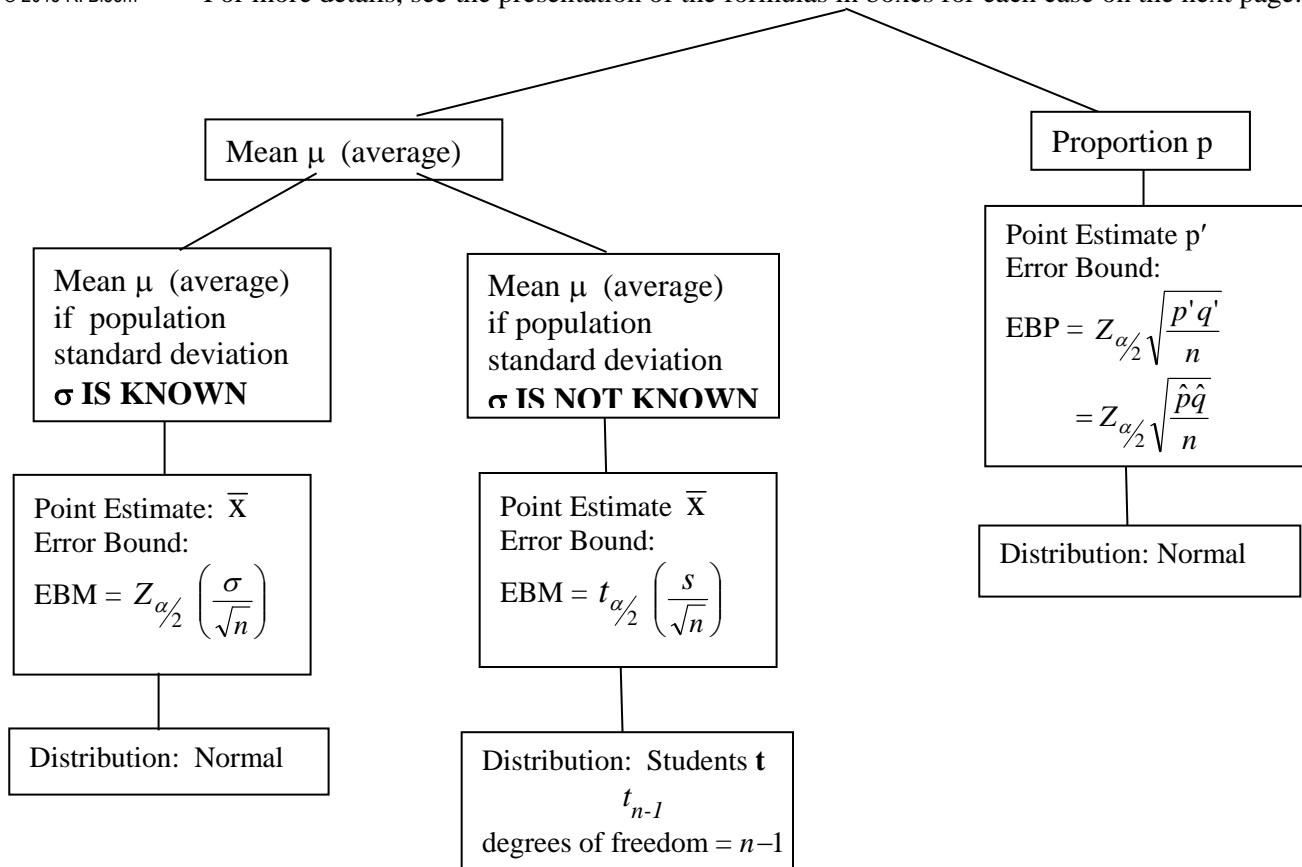 For more details, see the presentation of the formulas in boxes for each case on the next page.
Mean μ (average)
Proportion p
Mean μ (average)
if population
standard deviation
σ IS KNOWN
Mean μ (average)
if population
standard deviation
σ IS NOT KNOWN
Point Estimate p′
Error Bound:
EBP = Z_{α/2} √(p'q'/n)
= Z_{α/2} √(p̂q̂/n)
Point Estimate: x̄
Error Bound:
EBM = Z_{α/2} (σ/√n)
Point Estimate x̄
Error Bound:
EBM = t_{α/2} (s/√n)
Distribution: Normal
Distribution: Normal
Distribution: Students t
t_{n-1}
degrees of freedom = n−1